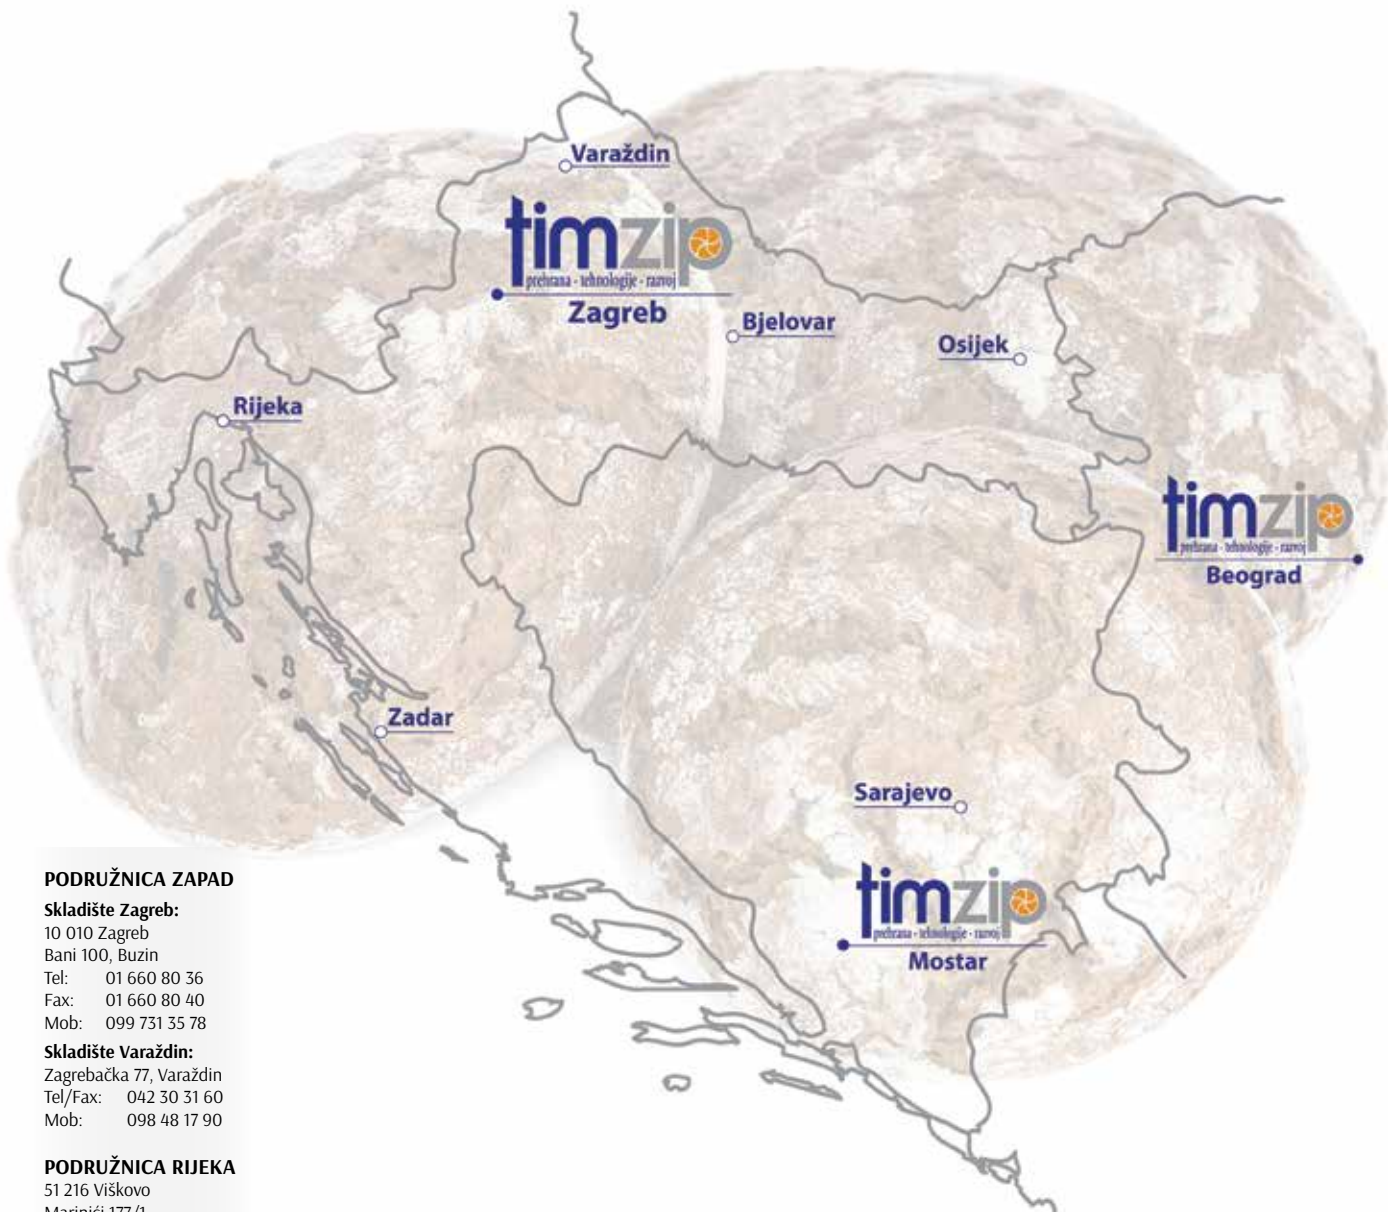 Varaždin
timzip
prehrana - tehnologije - razvoj
Zagreb
Bjelovar
Osijek
Rijeka
timzip
prehrana - tehnologije - razvoj
Beograd
Zadar
Sarajevo
timzip
prehrana - tehnologije - razvoj
Mostar
PODRUŽNICA ZAPAD
Skladište Zagreb:
10 010 Zagreb
Bani 100, Buzin
Tel: 01 660 80 36
Fax: 01 660 80 40
Mob: 099 731 35 78
Skladište Varaždin:
Zagrebačka 77, Varaždin
Tel/Fax: 042 30 31 60
Mob: 098 48 17 90
PODRUŽNICA RIJEKA
51 216 Viškovo
Marinići 177/1